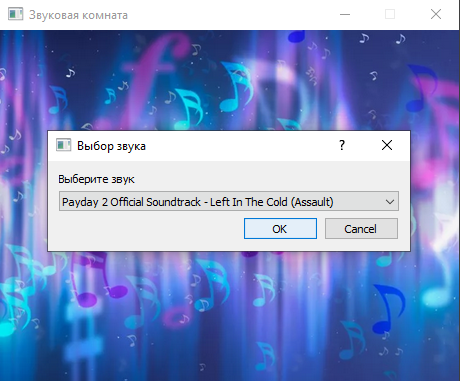 Звуковая комната
Выбор звука
?
Выберите звук
Payday 2 Official Soundtrack - Left In The Cold (Assault)
OK
Cancel